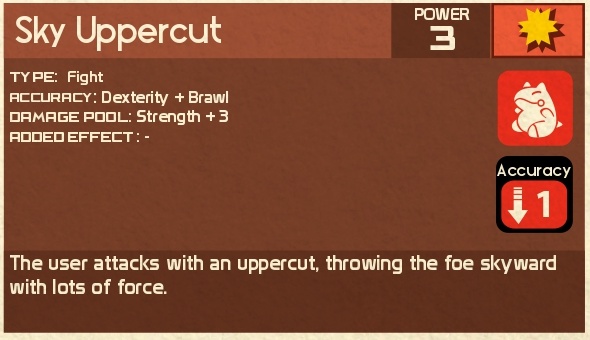 Sky Uppercut
POWER
3
TYPE: Fight
ACCURACY: Dexterity + Brawl
DAMAGE POOL: Strength + 3
ADDED EFFECT: -
Accuracy
1
The user attacks with an uppercut, throwing the foe skyward
with lots of force.